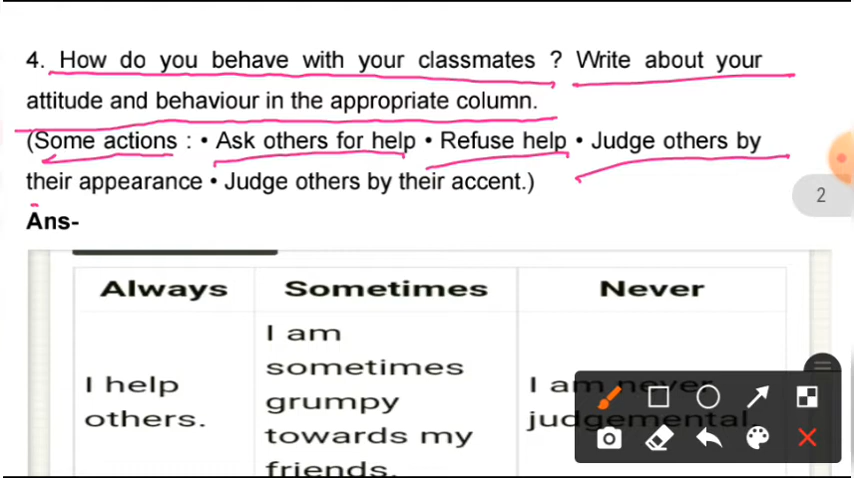 4. How do you behave with your classmates ? Write about your
attitude and behaviour in the appropriate column.
(Some actions : • Ask others for help • Refuse help • Judge others by
their appearance • Judge others by their accent.)
2
Ans-
Always Sometimes Never
I help
others.
I am
sometimes
grumpy
towards my
friends.
I am never
judgemental.